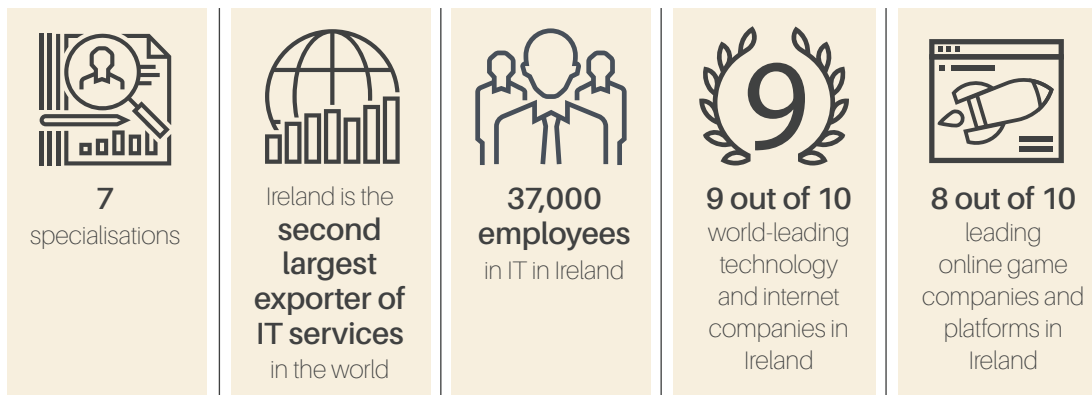 7
specialisations
Ireland is the
second
largest
exporter of
IT services
in the world
37,000
employees
in IT in Ireland
9
9 out of 10
world-leading
technology
and internet
companies in
Ireland
8 out of 10
leading
online game
companies and
platforms in
Ireland